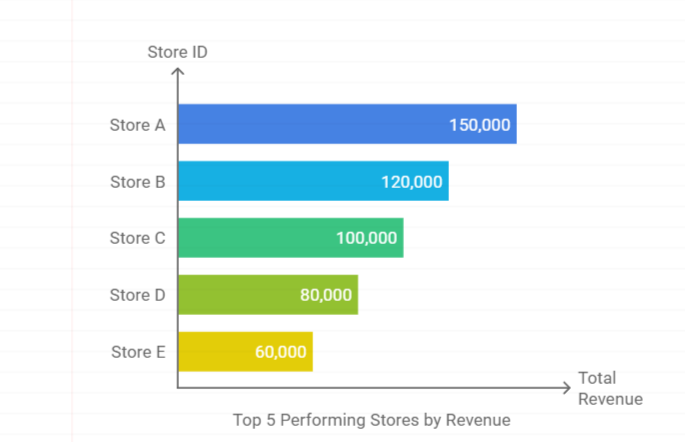 Store ID
Store A
150,000
Store B
120,000
Store C
100,000
Store D
80,000
Store E
60,000
Total
Revenue
Top 5 Performing Stores by Revenue